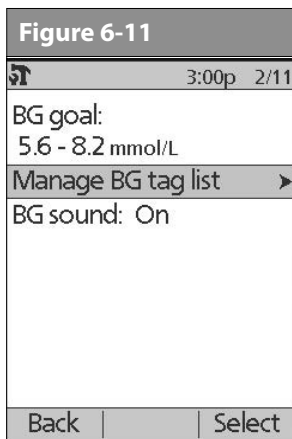 Figure 6-11
3:00p 2/11
BG goal:
5.6 - 8.2 mmol/L
Manage BG tag list
BG sound: On
Back Select